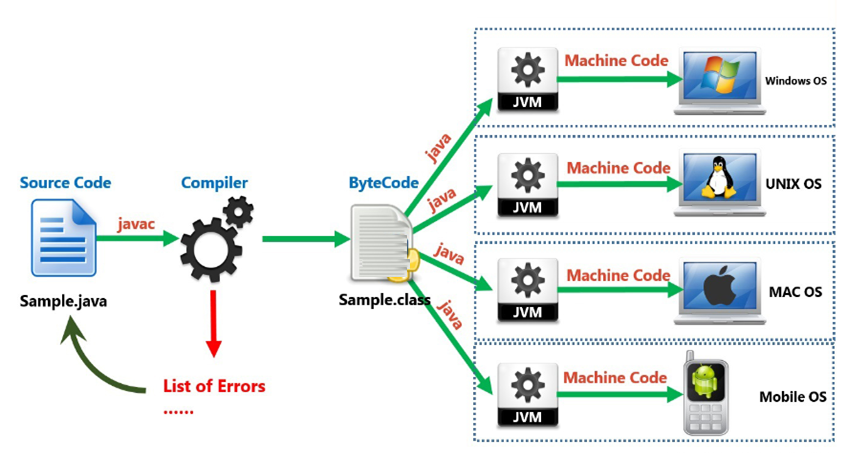 Source Code
javac
Sample.java
Compiler
List of Errors
......
ByteCode
Sample.class
java
JVM
Machine Code
Windows OS
java
JVM
Machine Code
UNIX OS
java
JVM
Machine Code
MAC OS
java
JVM
Machine Code
Mobile OS